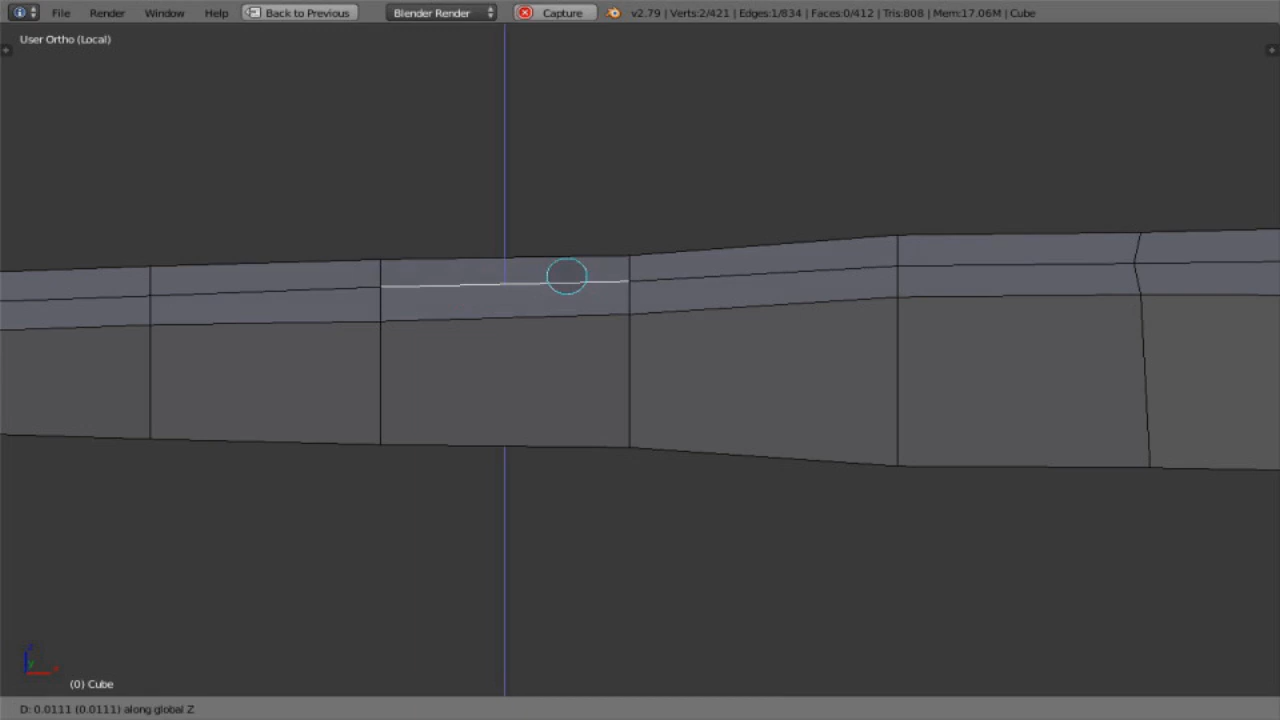 File Render Window Help Back to Previous Blender Render Capture v2.79 | Verts:2/421 | Edges:1/834 | Faces:0/412 | Tris:808 | Mem:17.06M | Cube
User Ortho (Local)
z
y
x
(0) Cube
D: 0.0111 (0.0111) along global Z